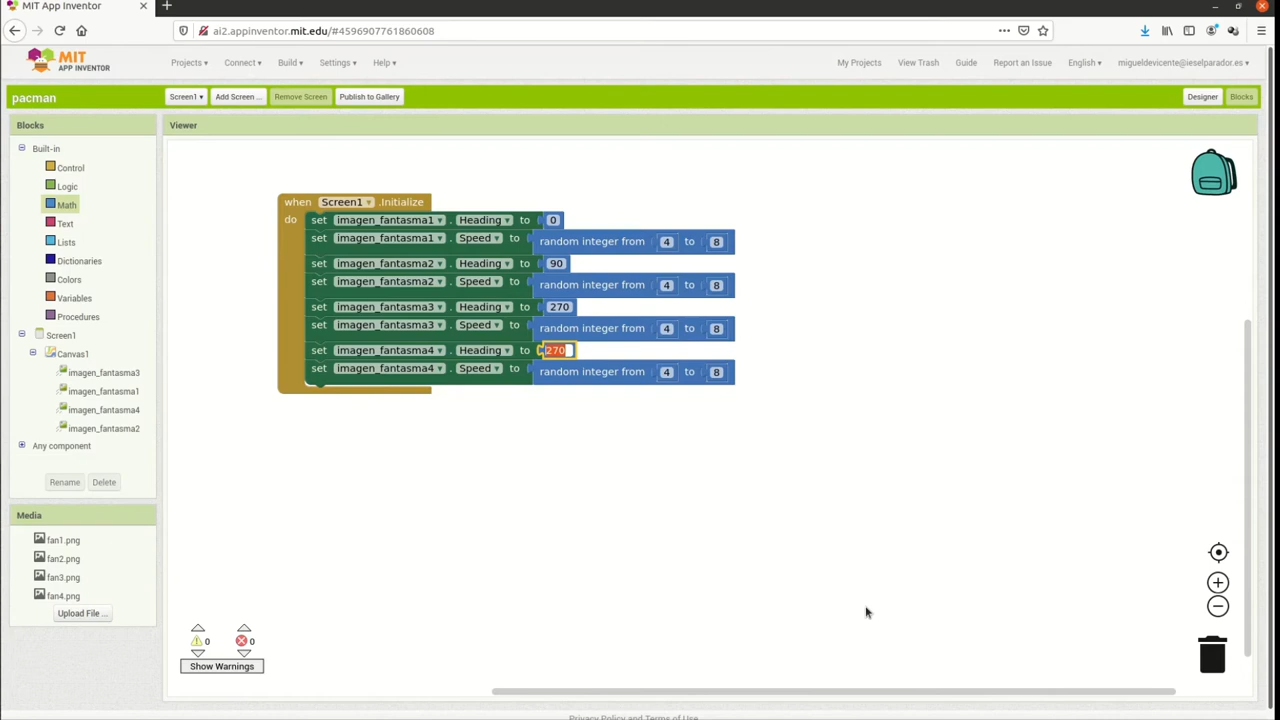 MIT App Inventor
ai2.appinventor.mit.edu/#4596907761860608
MIT
APP INVENTOR
Projects Connect Build Settings Help My Projects View Trash Guide Report an Issue English migueldevicente@ieselparador.es
pacman Screen1 Add Screen ... Remove Screen Publish to Gallery Designer Blocks
Blocks Viewer
Built-in
Control
Logic
Math
Text
Lists
Dictionaries
Colors
Variables
Procedures
Screen1
Canvas1
imagen_fantasma3
imagen_fantasma1
imagen_fantasma4
imagen_fantasma2
Any component
Rename Delete
Media
fan1.png
fan2.png
fan3.png
fan4.png
Upload File ...
when Screen1 .Initialize
do set imagen_fantasma1 . Heading to 0
set imagen_fantasma1 . Speed to random integer from 4 to 8
set imagen_fantasma2 . Heading to 90
set imagen_fantasma2 . Speed to random integer from 4 to 8
set imagen_fantasma3 . Heading to 270
set imagen_fantasma3 . Speed to random integer from 4 to 8
set imagen_fantasma4 . Heading to 270
set imagen_fantasma4 . Speed to random integer from 4 to 8
0 0
Show Warnings
Privacy Policy and Terms of Use